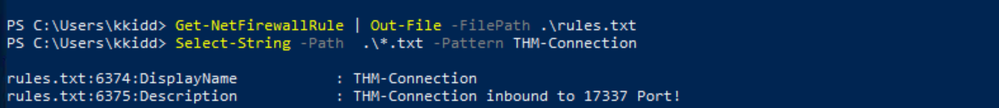 PS C:\Users\kkidd> Get-NetFirewallRule | Out-File -FilePath .\rules.txt
PS C:\Users\kkidd> Select-String -Path  .\*.txt -Pattern THM-Connection
rules.txt:6374:DisplayName           : THM-Connection
rules.txt:6375:Description           : THM-Connection inbound to 17337 Port!